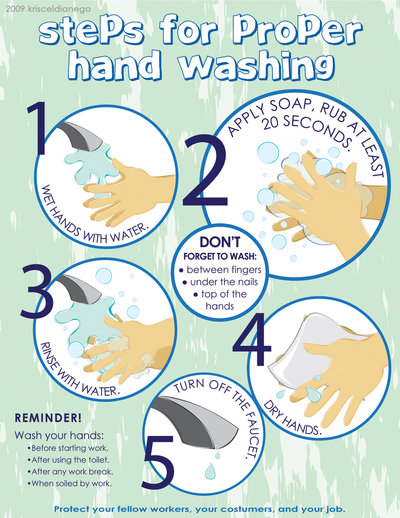 2009 krisceldianego
steps for proper
hand washing
1
WET HANDS WITH WATER.
2
APPLY SOAP, RUB AT LEAST
20 SECONDS.
DON'T
FORGET TO WASH:
• between fingers
• under the nails
• top of the
hands
3
RINSE WITH WATER.
4
DRY HANDS.
5
TURN OFF THE FAUCET.
REMINDER!
Wash your hands:
•Before starting work.
•After using the toilet.
•After any work break.
•When soiled by work.
Protect your fellow workers, your costumers, and your job.